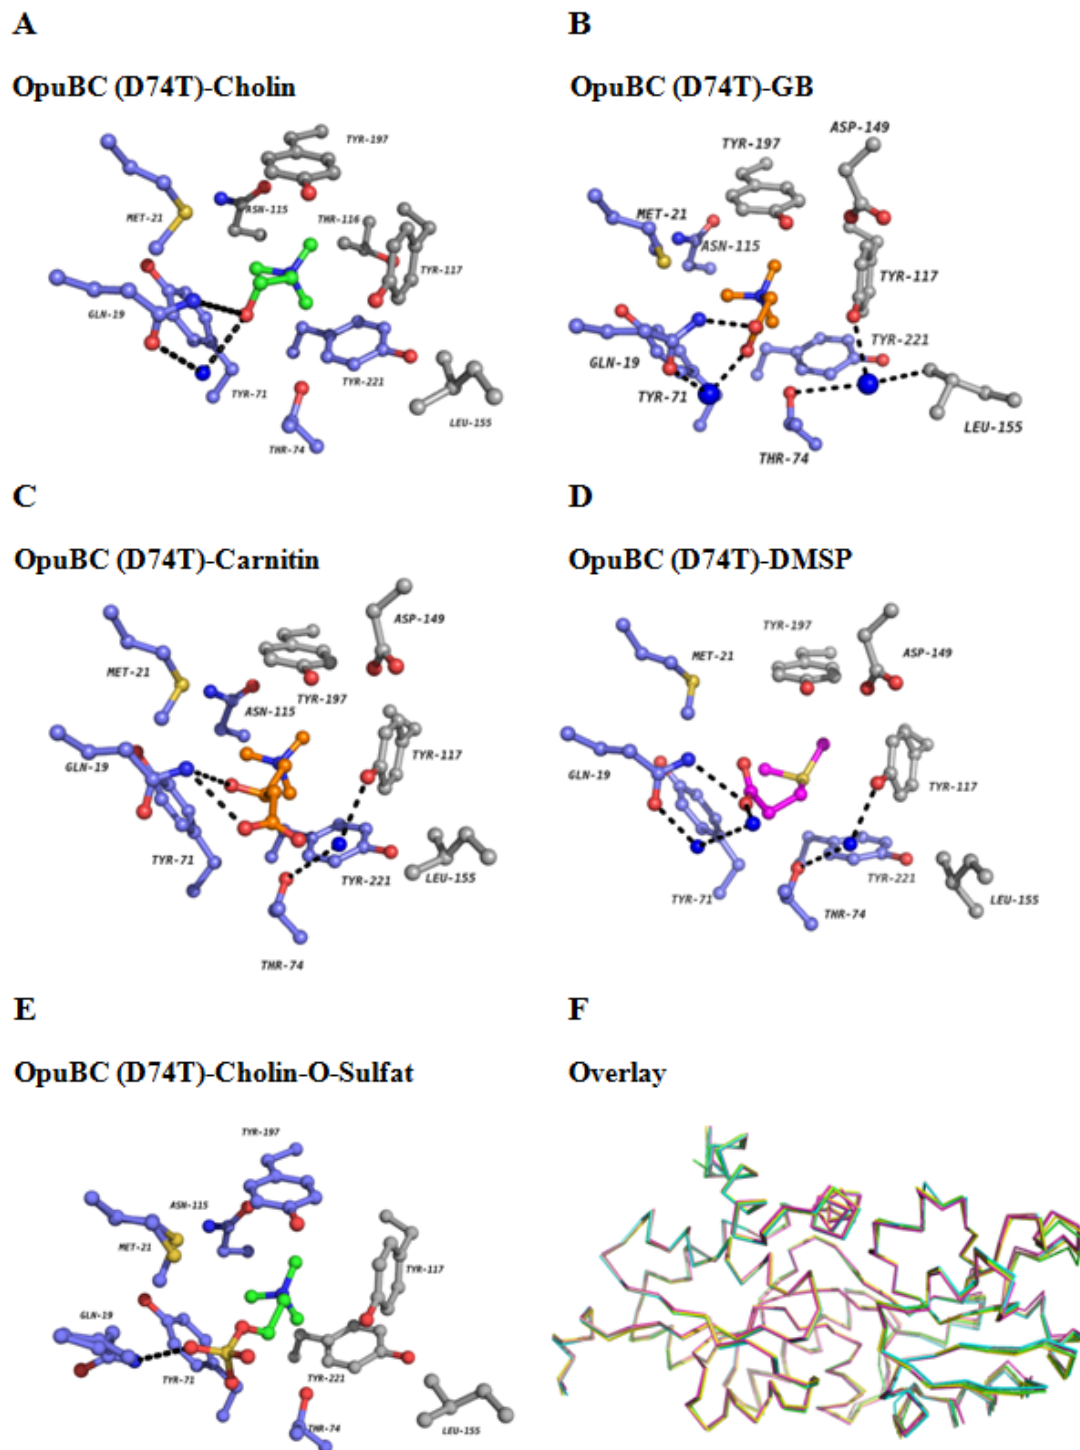 A
OpuBC (D74T)-Cholin
TYR-197
MET-21
ASN-115
THR-116
TYR-117
GLN-19
TYR-71
TYR-221
LEU-155
THR-74
B
OpuBC (D74T)-GB
ASP-149
TYR-197
MET-21
ASN-115
TYR-117
GLN-19
TYR-221
TYR-71
LEU-155
THR-74
C
OpuBC (D74T)-Carnitin
ASP-149
MET-21
TYR-197
ASN-115
TYR-117
GLN-19
TYR-71
TYR-221
LEU-155
THR-74
D
OpuBC (D74T)-DMSP
TYR-197
MET-21
ASP-149
GLN-19
TYR-117
TYR-71
TYR-221
LEU-155
THR-74
E
OpuBC (D74T)-Cholin-O-Sulfat
TYR-197
ASN-115
MET-21
TYR-117
GLN-19
TYR-71
TYR-221
THR-74
LEU-155
F
Overlay